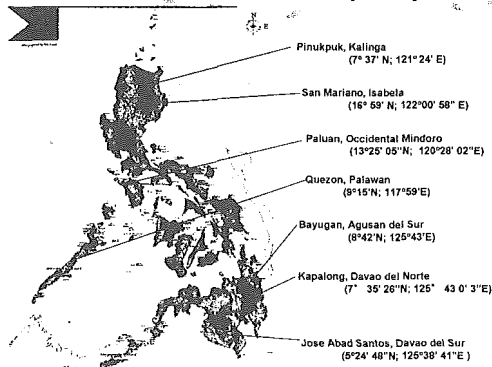 N
E
Pinukpuk, Kalinga
(7° 37' N; 121° 24' E)
San Mariano, Isabela
(16° 59' N; 122°00' 58" E)
Paluan, Occidental Mindoro
(13°25' 05"N; 120°28' 02"E)
Quezon, Palawan
(9°15'N; 117°59'E)
Bayugan, Agusan del Sur
(8°42'N; 125°43'E)
Kapalong, Davao del Norte
(7° 35' 26"N; 125° 43 0' 3"E)
Jose Abad Santos, Davao del Sur
(5°24' 48"N; 125°38' 41"E )